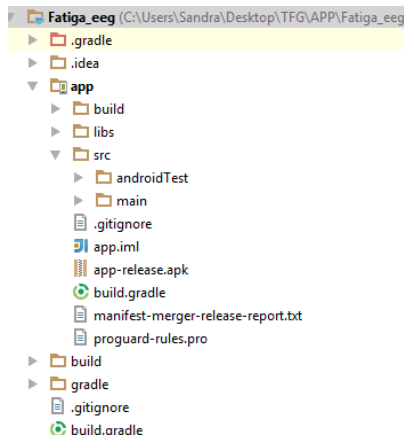 Fatiga_eeg (C:\Users\Sandra\Desktop\TFG\APP\Fatiga_eeg
.gradle
.idea
app
build
libs
src
androidTest
main
.gitignore
app.iml
app-release.apk
build.gradle
manifest-merger-release-report.txt
proguard-rules.pro
build
gradle
.gitignore
build.gradle